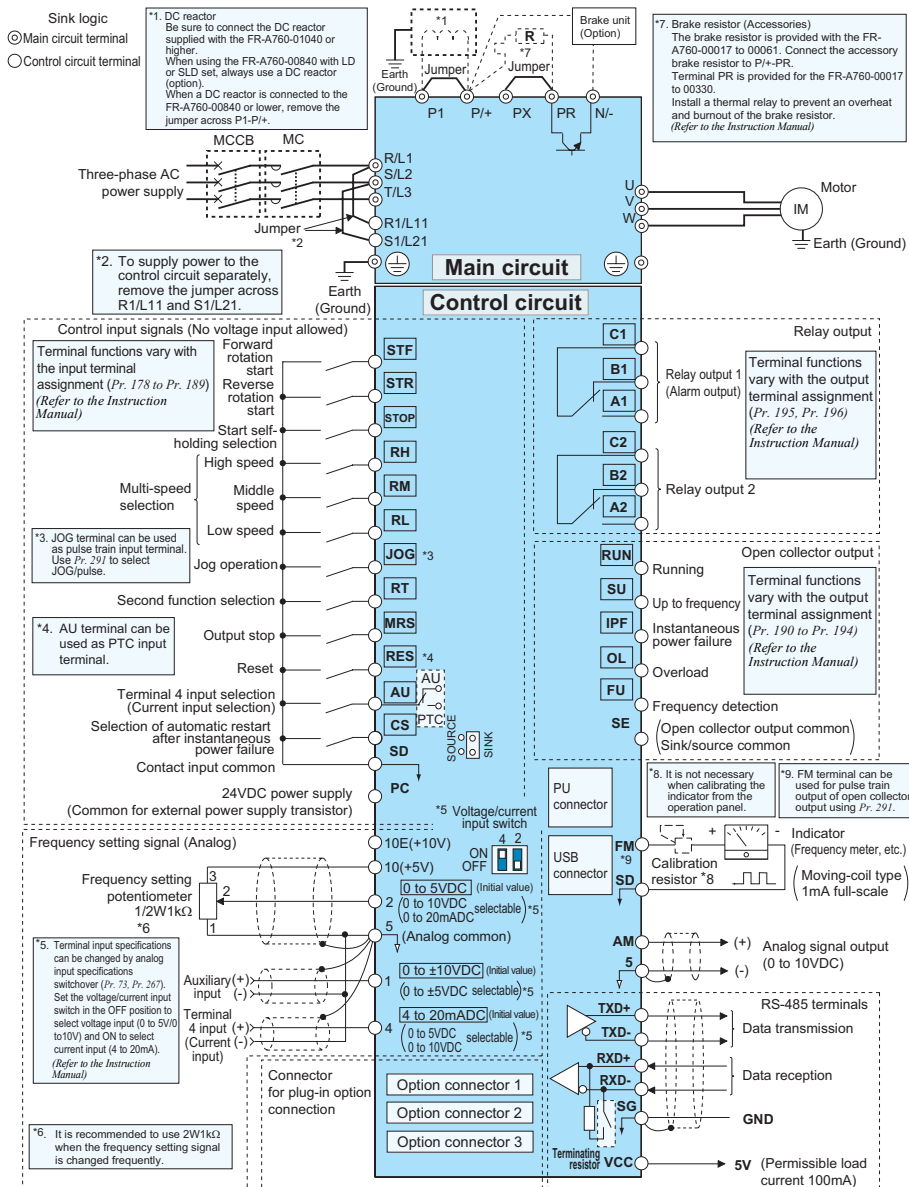 Sink logic
Main circuit terminal
Control circuit terminal
*1. DC reactor
Be sure to connect the DC reactor
supplied with the FR-A760-01040 or
higher.
When using the FR-A760-00840 with LD
or SLD set, always use a DC reactor
(option).
When a DC reactor is connected to the
FR-A760-00840 or lower, remove the
jumper across P1-P/+.
*1
Earth
(Ground)
Jumper
R
*7
Jumper
Brake unit
(Option)
*7. Brake resistor (Accessories)
The brake resistor is provided with the FR-
A760-00017 to 00061. Connect the accessory
brake resistor to P/+-PR.
Terminal PR is provided for the FR-A760-00017
to 00330.
Install a thermal relay to prevent an overheat
and burnout of the brake resistor.
(Refer to the Instruction Manual)
P1 P/+ PX PR N/-
MCCB MC
Three-phase AC
power supply
R/L1
S/L2
T/L3
R1/L11
S1/L21
Jumper
*2
Earth
(Ground)
*2. To supply power to the
control circuit separately,
remove the jumper across
R1/L11 and S1/L21.
U
V
W
Motor
IM
Earth (Ground)
Main circuit
Control circuit
Control input signals (No voltage input allowed)
Terminal functions vary with
the input terminal
assignment (Pr. 178 to Pr. 189)
(Refer to the Instruction
Manual)
Forward
rotation
start
STF
Reverse
rotation
start
STR
Start self-
holding selection
STOP
Multi-speed
selection
High speed
RH
Middle
speed
RM
Low speed
RL
*3. JOG terminal can be used
as pulse train input terminal.
Use Pr. 291 to select
JOG/pulse.
Jog operation
JOG *3
Second function selection
RT
*4. AU terminal can be
used as PTC input
terminal.
Output stop
MRS
Reset
RES *4
Terminal 4 input selection
(Current input selection)
AU
AU
PTC
Selection of automatic restart
after instantaneous
power failure
CS
SOURCE
SINK
Contact input common
SD
24VDC power supply
(Common for external power supply transistor)
PC
Relay output
C1
B1
A1
Relay output 1
(Alarm output)
C2
B2
A2
Relay output 2
Terminal functions
vary with the output
terminal assignment
(Pr. 195, Pr. 196)
(Refer to the
Instruction Manual)
Open collector output
RUN
Running
SU
Up to frequency
IPF
Instantaneous
power failure
OL
Overload
FU
Frequency detection
SE
(Open collector output common
Sink/source common)
Terminal functions
vary with the output
terminal assignment
(Pr. 190 to Pr. 194)
(Refer to the
Instruction Manual)
Frequency setting signal (Analog)
Frequency setting
potentiometer
1/2W1kΩ
*6
3
2
1
*5 Voltage/current
input switch
ON
OFF
4 2
10E(+10V)
10(+5V)
2
0 to 5VDC (Initial value)
(0 to 10VDC
0 to 20mADC selectable) *5
5
(Analog common)
*5. Terminal input specifications
can be changed by analog
input specifications
switchover (Pr. 73, Pr. 267).
Set the voltage/current input
switch in the OFF position to
select voltage input (0 to 5V/0
to10V) and ON to select
current input (4 to 20mA).
(Refer to the Instruction
Manual)
Auxiliary (+)
input (-)
1
0 to ±10VDC (Initial value)
(0 to ±5VDC selectable) *5
Terminal
4 input (+)
(Current (-)
input)
4
4 to 20mADC (Initial value)
(0 to 5VDC
0 to 10VDC selectable) *5
*6. It is recommended to use 2W1kΩ
when the frequency setting signal
is changed frequently.
Connector
for plug-in option
connection
Option connector 1
Option connector 2
Option connector 3
PU
connector
USB
connector
*8. It is not necessary
when calibrating the
indicator from the
operation panel.
*9. FM terminal can be
used for pulse train
output of open collector
output using Pr. 291.
FM
*9
SD
Calibration
resistor *8
+ -
Indicator
(Frequency meter, etc.)
(Moving-coil type
1mA full-scale)
AM
5
(+)
(-)
Analog signal output
(0 to 10VDC)
RS-485 terminals
TXD+
TXD-
Data transmission
RXD+
RXD-
Data reception
SG
GND
Terminating
resistor
VCC
5V (Permissible load
current 100mA)